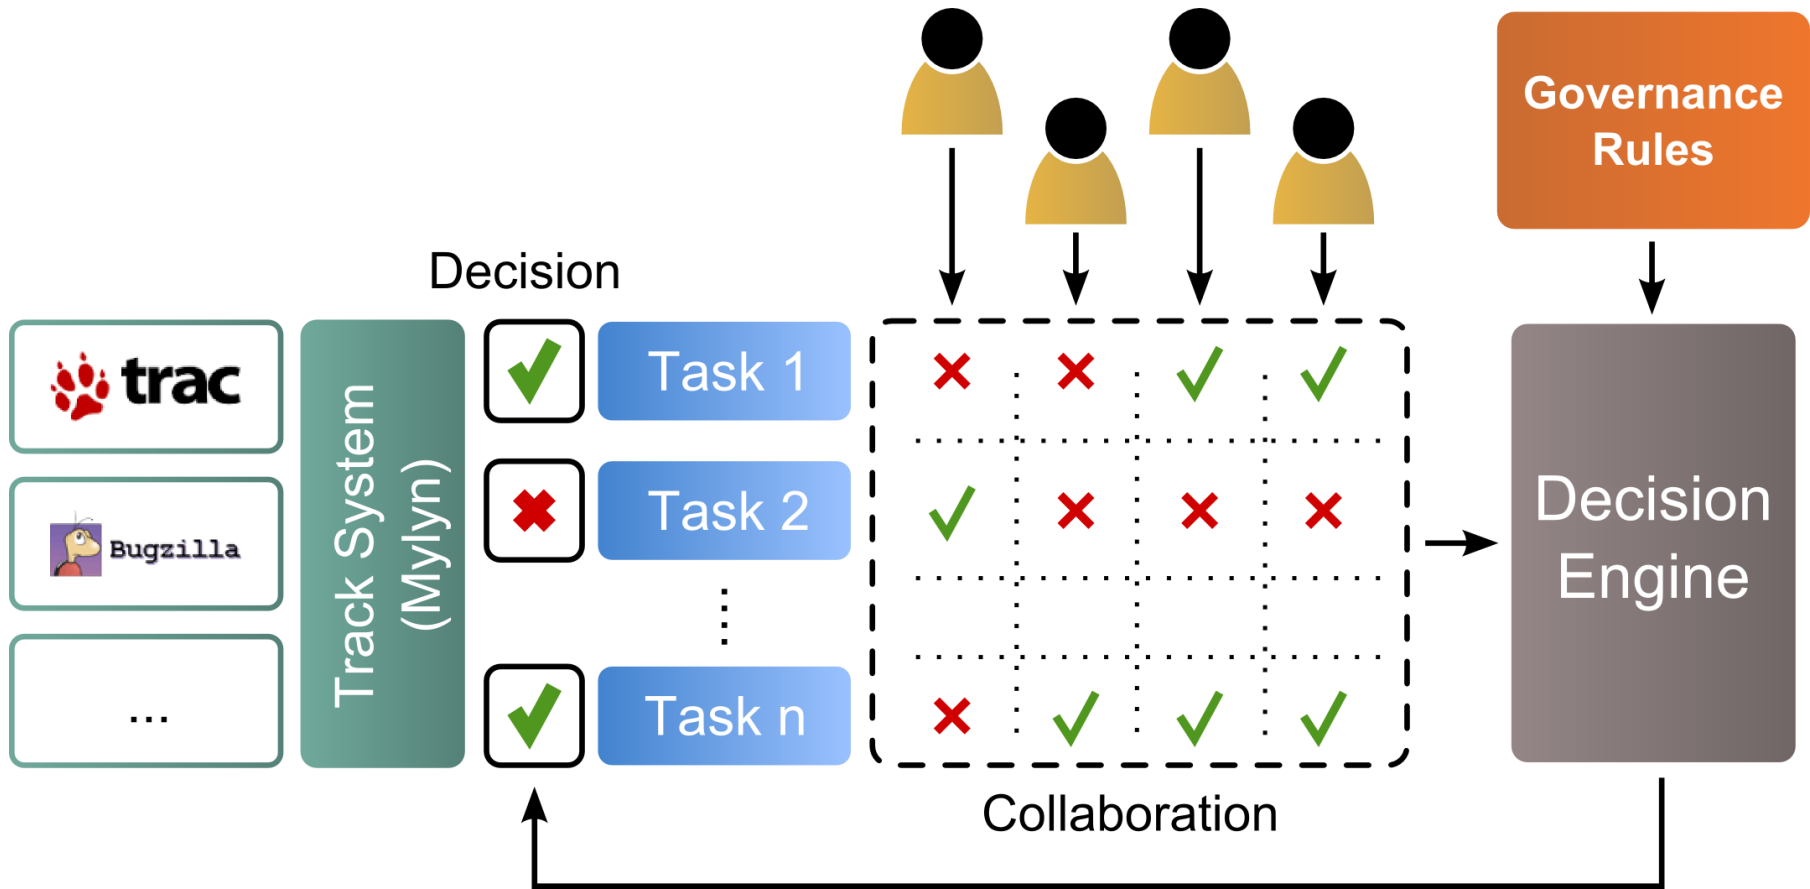 Governance
Rules
Decision
trac
Bugzilla
...
Track System
(Mylyn)
Task 1
Task 2
Task n
Collaboration
Decision
Engine